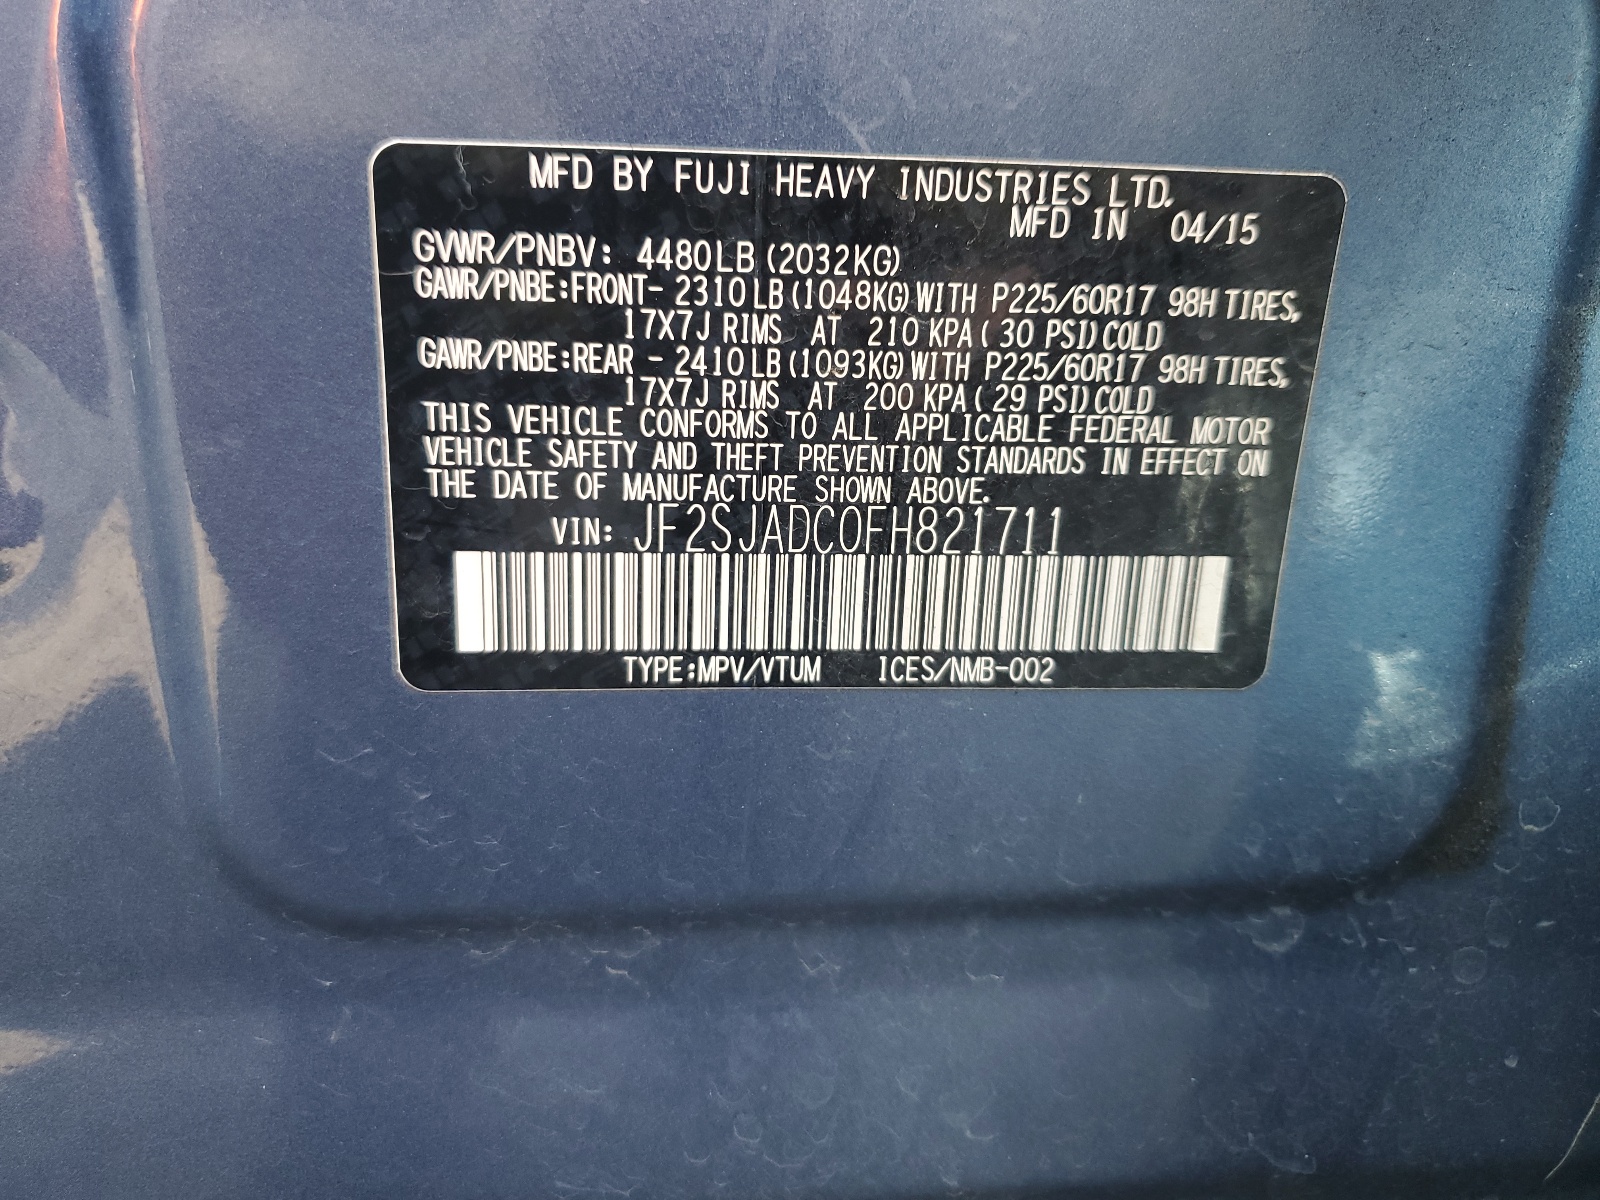 MFD BY FUJI HEAVY INDUSTRIES LTD.
MFD IN 04/15
GVWR/PNBV: 4480LB (2032KG)
GAWR/PNBE:FRONT- 2310LB (1048KG) WITH P225/60R17 98H TIRES,
17X7J RIMS AT 210 KPA ( 30 PSI) COLD
GAWR/PNBE:REAR - 2410LB (1093KG) WITH P225/60R17 98H TIRES,
17X7J RIMS AT 200 KPA ( 29 PSI) COLD
THIS VEHICLE CONFORMS TO ALL APPLICABLE FEDERAL MOTOR
VEHICLE SAFETY AND THEFT PREVENTION STANDARDS IN EFFECT ON
THE DATE OF MANUFACTURE SHOWN ABOVE.
VIN: JF2SJADC0FH821711
TYPE:MPV/VTUM ICES/NMB-002